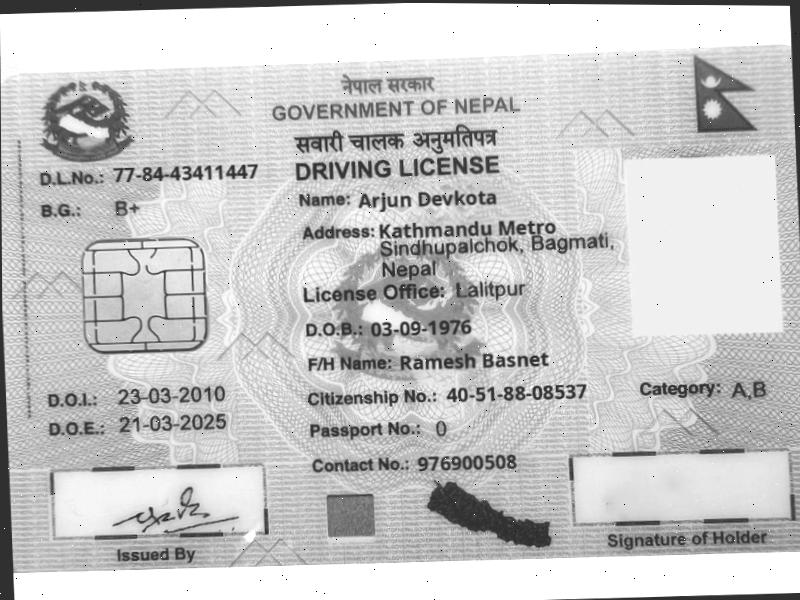 नेपाल सरकार
GOVERNMENT OF NEPAL
सवारी चालक अनुमतिपत्र
DRIVING LICENSE
D.L.No.: 77-84-43411447
B.G.: B+
Name: Arjun Devkota
Address: Kathmandu Metro
Sindhupalchok, Bagmati,
Nepal
License Office: Lalitpur
D.O.B.: 03-09-1976
F/H Name: Ramesh Basnet
D.O.I.: 23-03-2010
Citizenship No.: 40-51-88-08537
Category: A,B
D.O.E.: 21-03-2025
Passport No.: 0
Contact No.: 976900508
Issued By
Signature of Holder